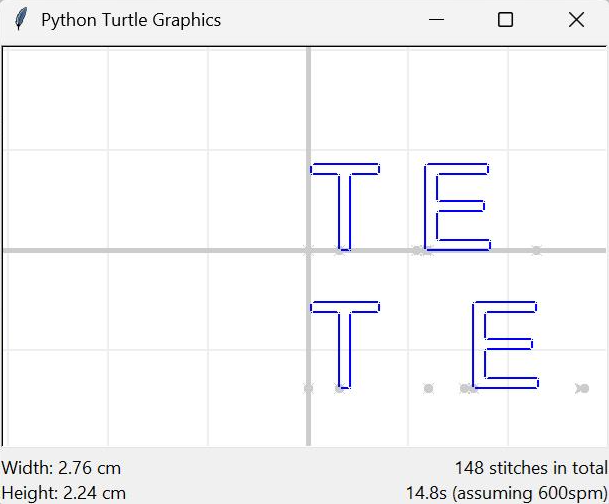 Python Turtle Graphics
T E
T E
Width: 2.76 cm
148 stitches in total
Height: 2.24 cm
14.8s (assuming 600spm)